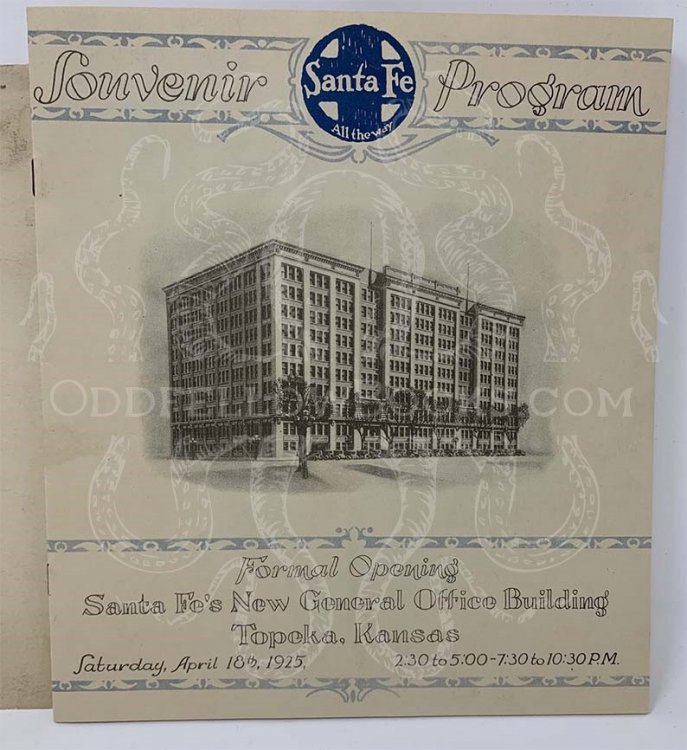 Souvenir Santa Fe Program
All the way
ODDFELLOWBOOKS.COM
Formal Opening
Santa Fe's New General Office Building
Topeka, Kansas
Saturday, April 18th, 1925. 2:30 to 5:00-7:30 to 10:30 P.M.